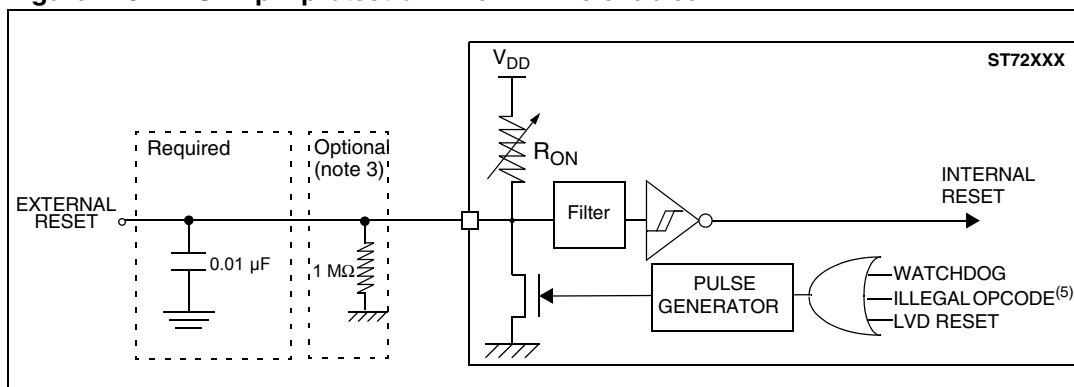 V_DD
ST72XXX
Required
Optional
(note 3)
R_ON
EXTERNAL
RESET
Filter
INTERNAL
RESET
0.01 µF
1 MΩ
PULSE
GENERATOR
WATCHDOG
ILLEGAL OPCODE(5)
LVD RESET